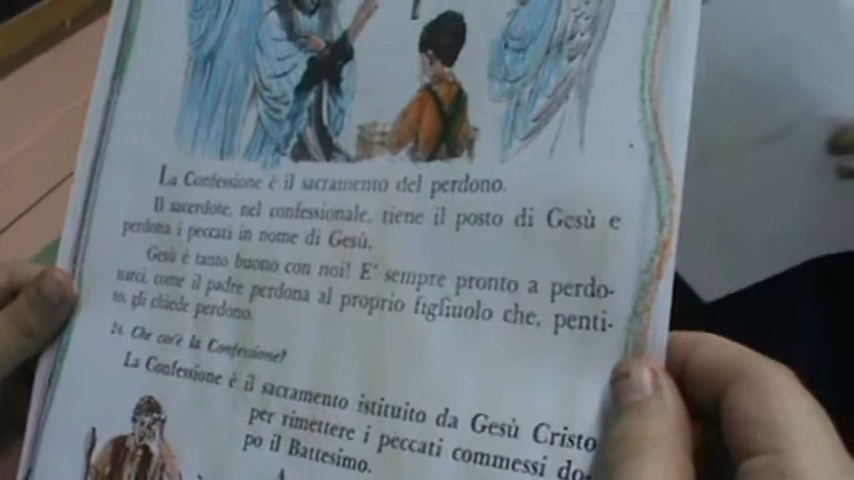 La Confessione è il sacramento del perdono.
Il sacerdote, nel confessionale, tiene il posto di Gesù e
perdona i peccati in nome di Gesù.
Gesù è tanto buono con noi! E' sempre pronto a perdo-
narci, come il padre perdona al proprio figliuolo che, penti-
to, gli chiede perdono.
24. Che cos'è la Confessione?
La Confessione è il sacramento istituito da Gesù Cristo
per rimettere i peccati commessi do-
po il Battesimo.